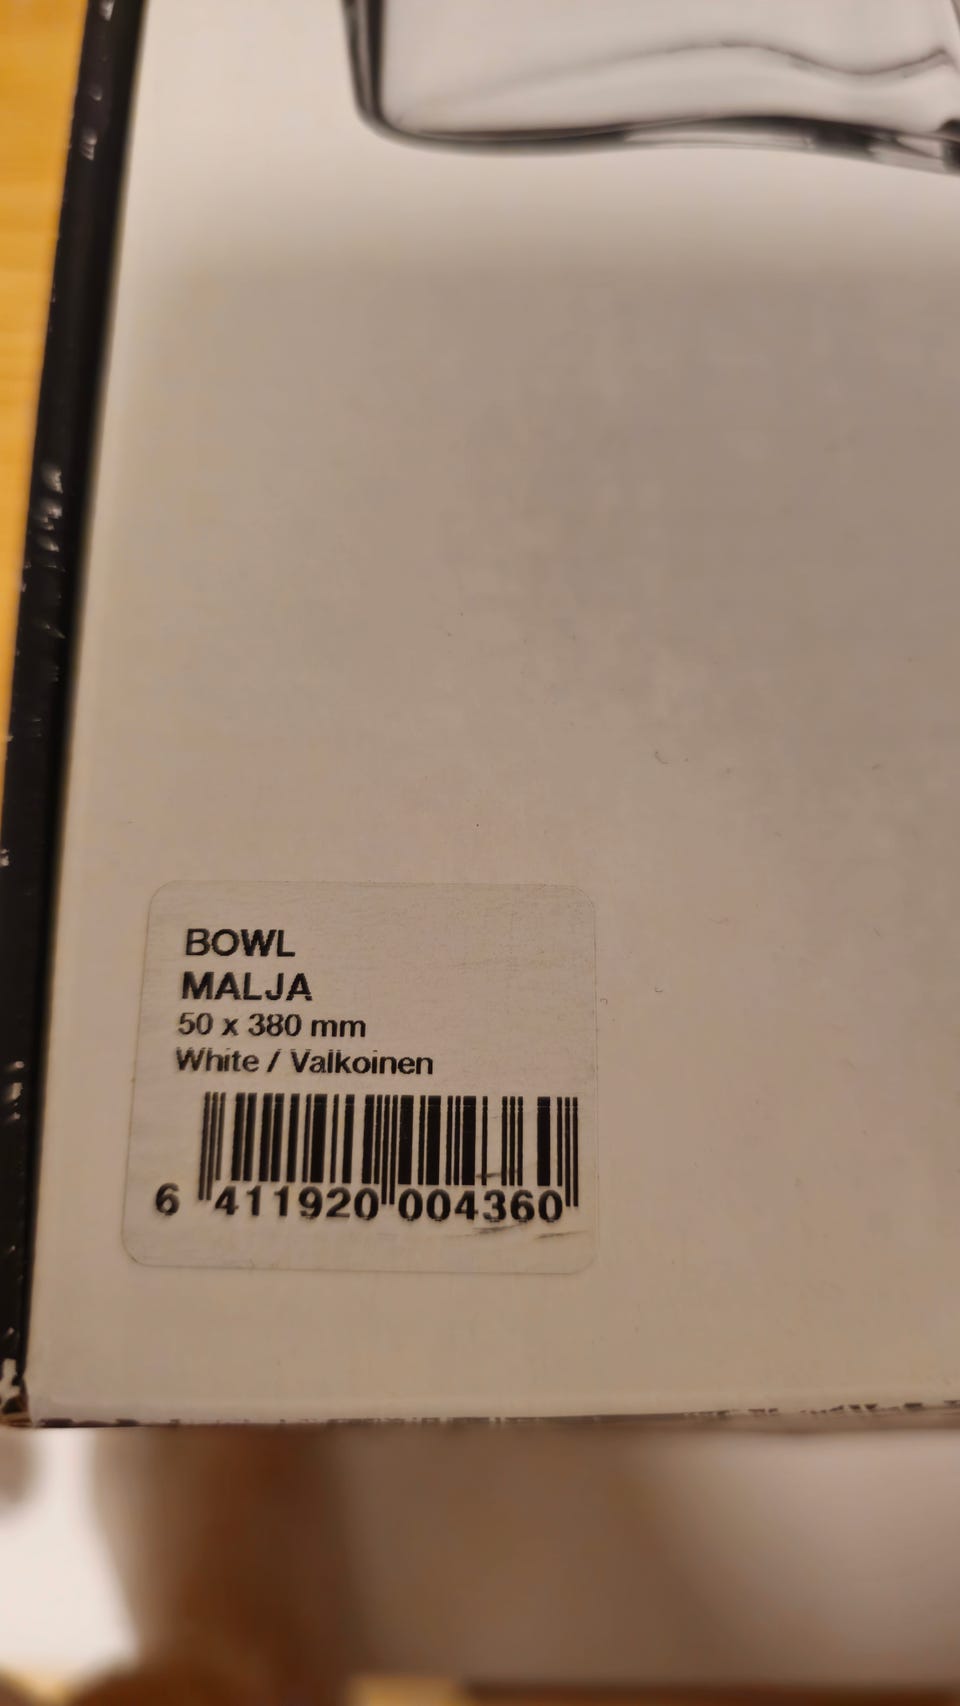 BOWL
MALJA
50 x 380 mm
White / Valkoinen
6 411920 004360